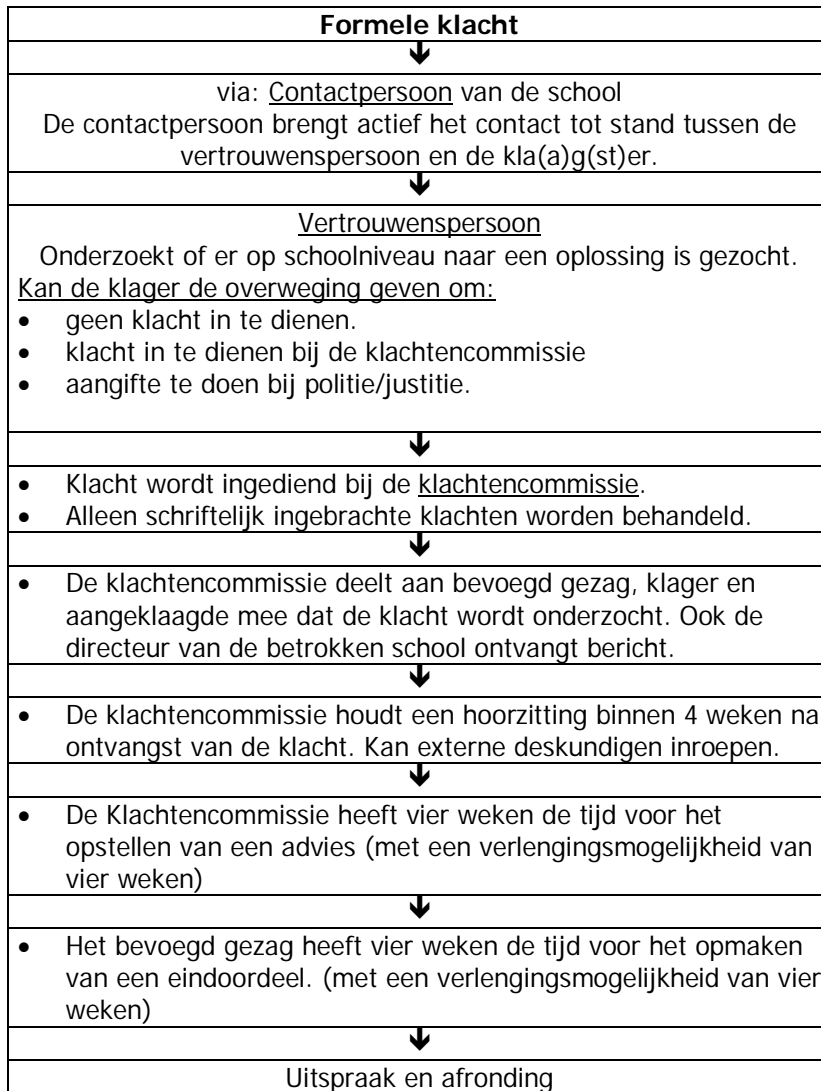 Formele klacht
🡻
via: Contactpersoon van de school
De contactpersoon brengt actief het contact tot stand tussen de
vertrouwenspersoon en de kla(a)g(st)er.
🡻
Vertrouwenspersoon
Onderzoekt of er op schoolniveau naar een oplossing is gezocht.
Kan de klager de overweging geven om:
• geen klacht in te dienen.
• klacht in te dienen bij de klachtencommissie
• aangifte te doen bij politie/justitie.
🡻
• Klacht wordt ingediend bij de klachtencommissie.
• Alleen schriftelijk ingebrachte klachten worden behandeld.
🡻
• De klachtencommissie deelt aan bevoegd gezag, klager en
aangeklaagde mee dat de klacht wordt onderzocht. Ook de
directeur van de betrokken school ontvangt bericht.
🡻
• De klachtencommissie houdt een hoorzitting binnen 4 weken na
ontvangst van de klacht. Kan externe deskundigen inroepen.
🡻
• De Klachtencommissie heeft vier weken de tijd voor het
opstellen van een advies (met een verlengingsmogelijkheid van
vier weken)
🡻
• Het bevoegd gezag heeft vier weken de tijd voor het opmaken
van een eindoordeel. (met een verlengingsmogelijkheid van vier
weken)
🡻
Uitspraak en afronding